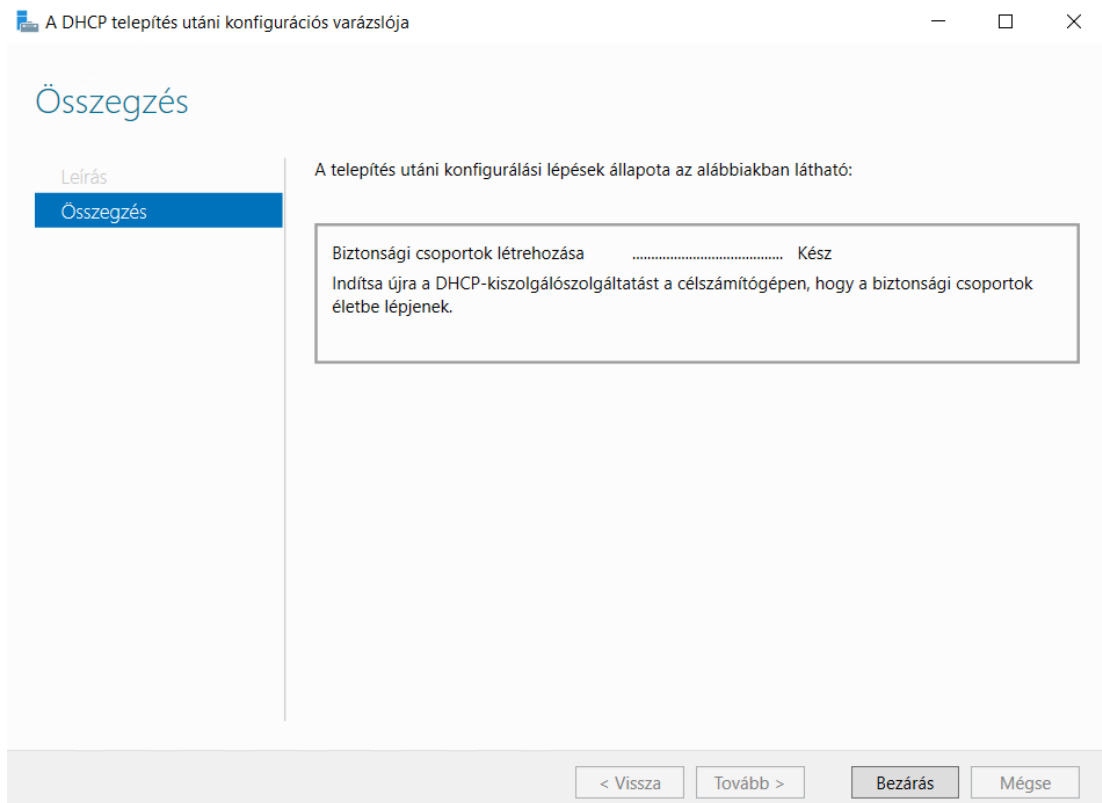 A DHCP telepítés utáni konfigurációs varázslója
Összegzés
Leírás
Összegzés
A telepítés utáni konfigurálási lépések állapota az alábbiakban látható:
Biztonsági csoportok létrehozása ........................................ Kész
Indítsa újra a DHCP-kiszolgálószolgáltatást a célszámítógépen, hogy a biztonsági csoportok
életbe lépjenek.
< Vissza
Tovább >
Bezárás
Mégse